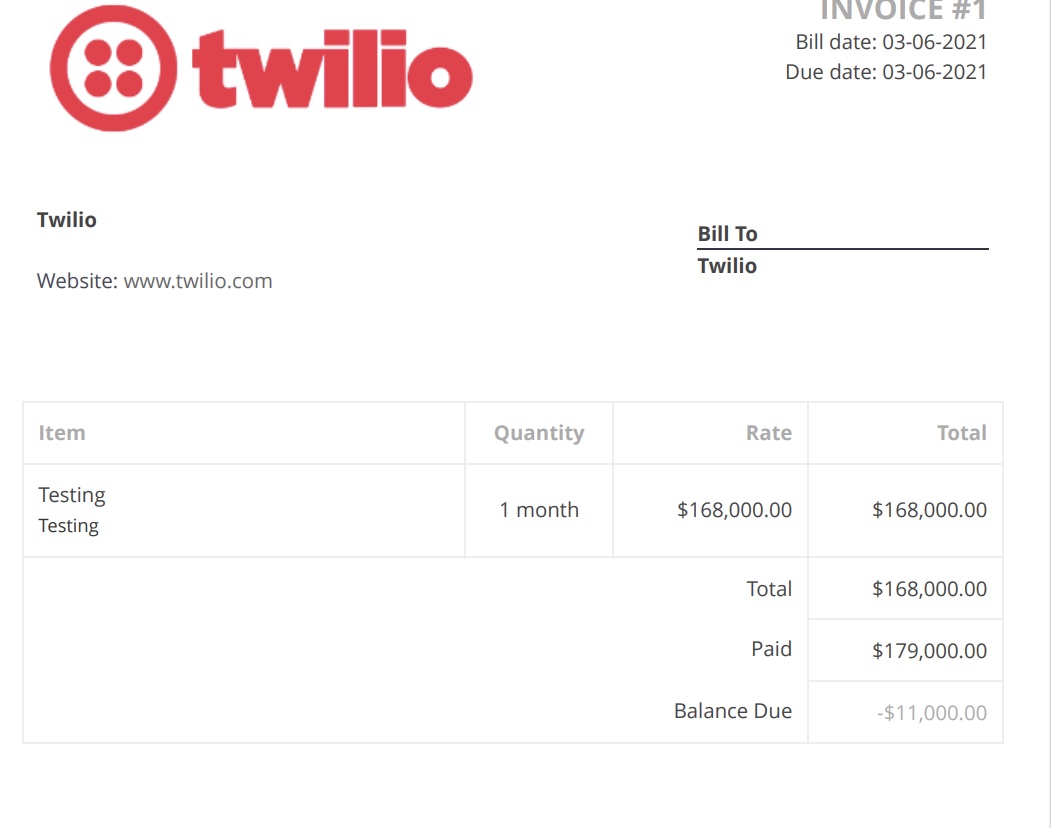 twilio
INVOICE #1
Bill date: 03-06-2021
Due date: 03-06-2021
Twilio
Website: www.twilio.com
Bill To
Twilio
Item Quantity Rate Total
Testing
Testing
1 month $168,000.00 $168,000.00
Total $168,000.00
Paid $179,000.00
Balance Due -$11,000.00